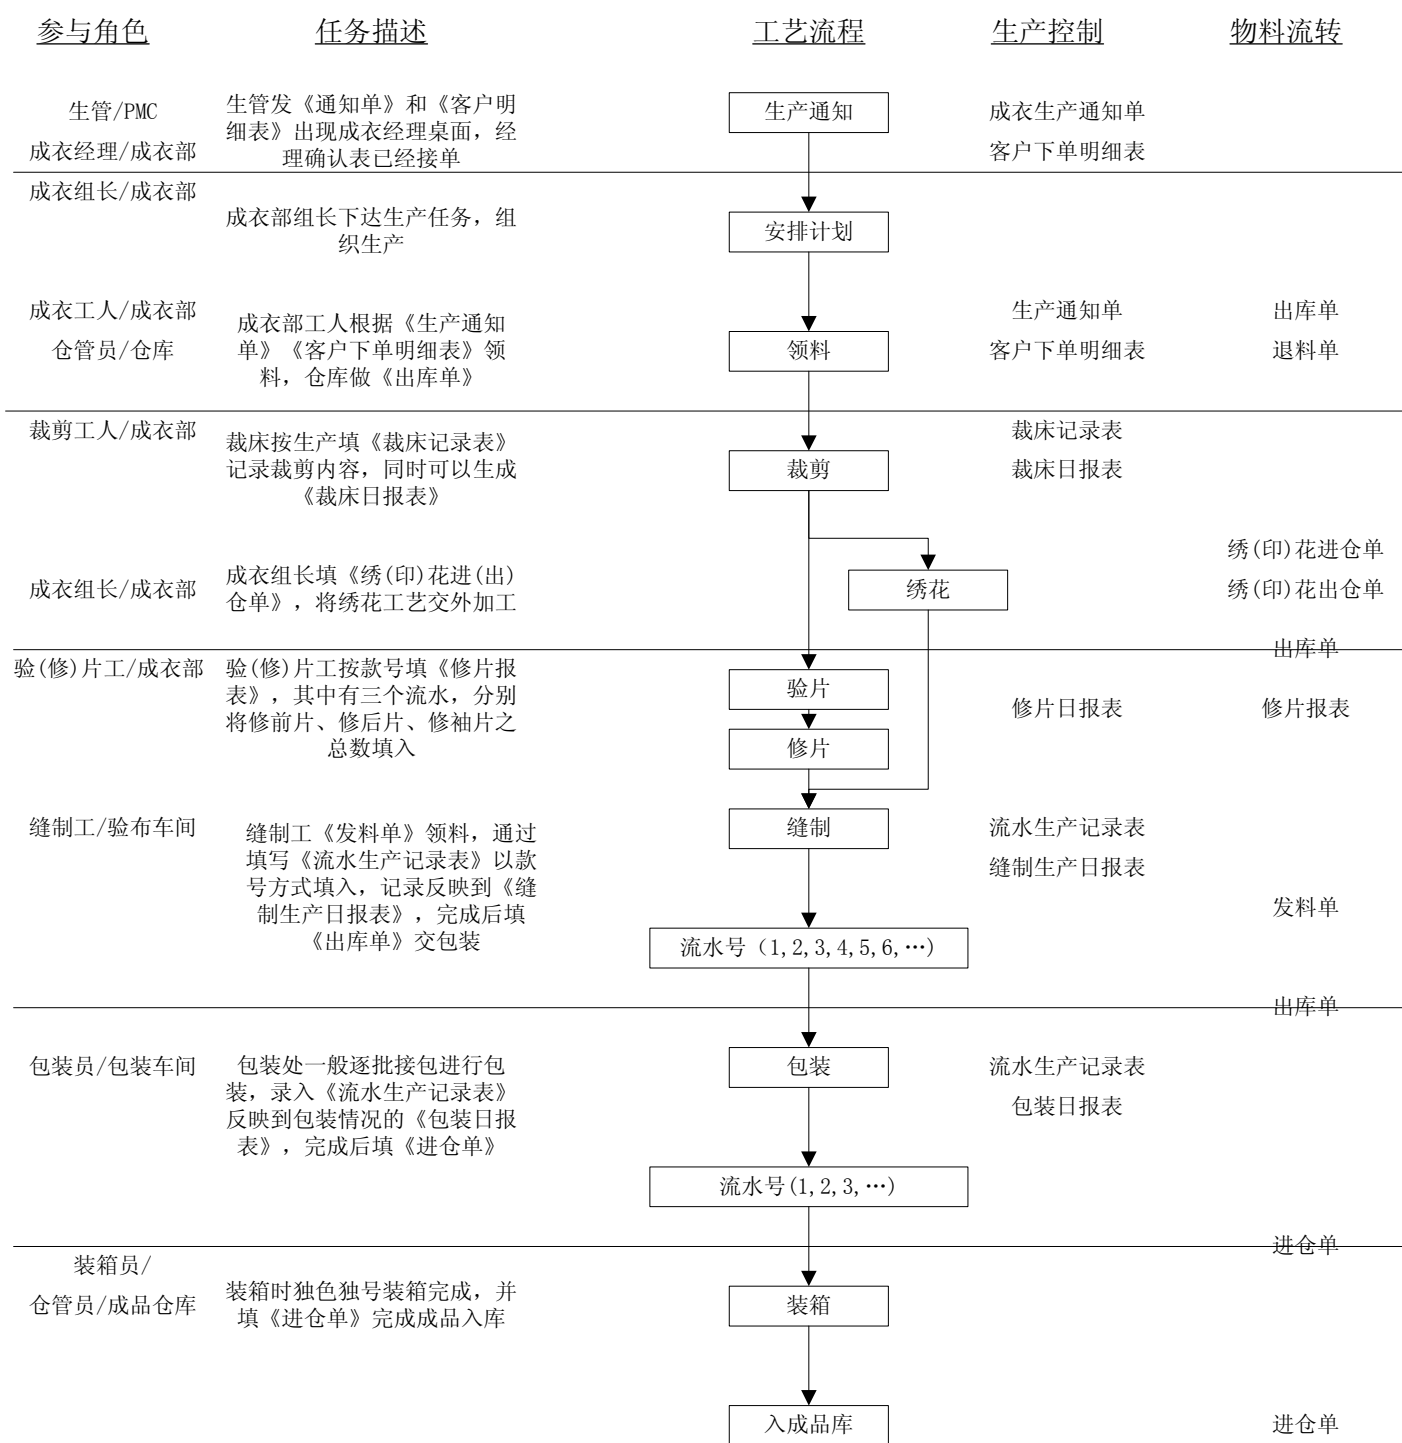 参与角色 任务描述 工艺流程 生产控制 物料流转
生管/PMC
成衣经理/成衣部
生管发《通知单》和《客户明
细表》出现成衣经理桌面，经
理确认表已经接单
生产通知
成衣生产通知单
客户下单明细表
成衣组长/成衣部
成衣部组长下达生产任务，组
织生产
安排计划
成衣工人/成衣部
仓管员/仓库
成衣部工人根据《生产通知
单》《客户下单明细表》领
料，仓库做《出库单》
领料
生产通知单
客户下单明细表
出库单
退料单
裁剪工人/成衣部
裁床按生产填《裁床记录表》
记录裁剪内容，同时可以生成
《裁床日报表》
裁剪
裁床记录表
裁床日报表
成衣组长/成衣部
成衣组长填《绣(印)花进(出)
仓单》，将绣花工艺交外加工
绣花
绣(印)花进仓单
绣(印)花出仓单
出库单
验(修)片工/成衣部
验(修)片工按款号填《修片报
表》，其中有三个流水，分别
将修前片、修后片、修袖片之
总数填入
验片
修片
修片日报表
修片报表
缝制工/验布车间
缝制工《发料单》领料，通过
填写《流水生产记录表》以款
号方式填入，记录反映到《缝
制生产日报表》，完成后填
《出库单》交包装
缝制
流水号（1,2,3,4,5,6,…）
流水生产记录表
缝制生产日报表
发料单
出库单
包装员/包装车间
包装处一般逐批接包进行包
装，录入《流水生产记录表》
反映到包装情况的《包装日报
表》，完成后填《进仓单》
包装
流水号(1,2,3,…)
流水生产记录表
包装日报表
进仓单
装箱员/
仓管员/成品仓库
装箱时独色独号装箱完成，并
填《进仓单》完成成品入库
装箱
入成品库
进仓单